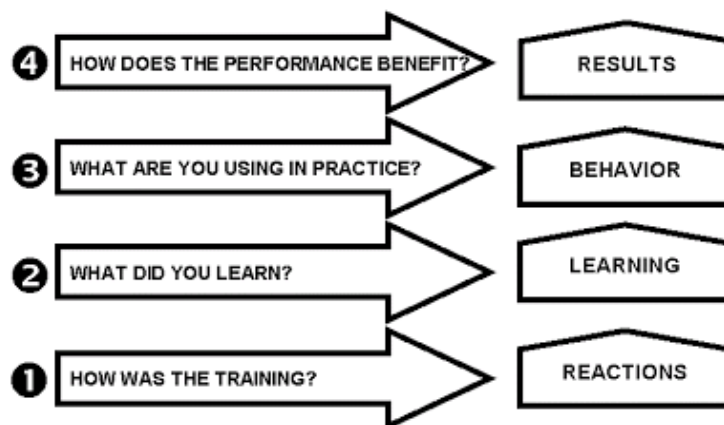 4 HOW DOES THE PERFORMANCE BENEFIT? RESULTS
3 WHAT ARE YOU USING IN PRACTICE? BEHAVIOR
2 WHAT DID YOU LEARN? LEARNING
1 HOW WAS THE TRAINING? REACTIONS